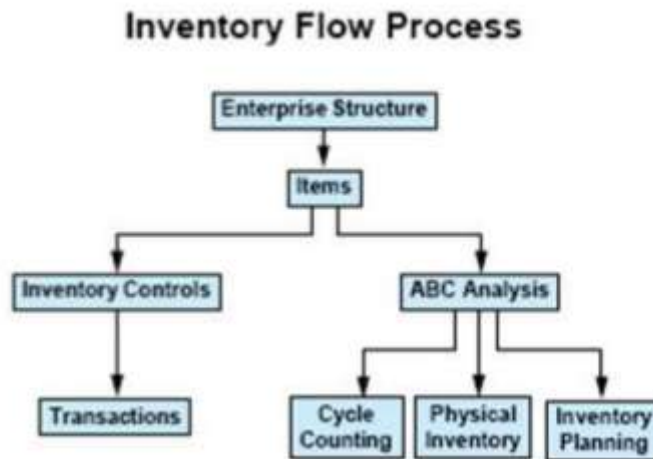 Inventory Flow Process
Enterprise Structure
Items
Inventory Controls
ABC Analysis
Transactions
Cycle
Counting
Physical
Inventory
Inventory
Planning